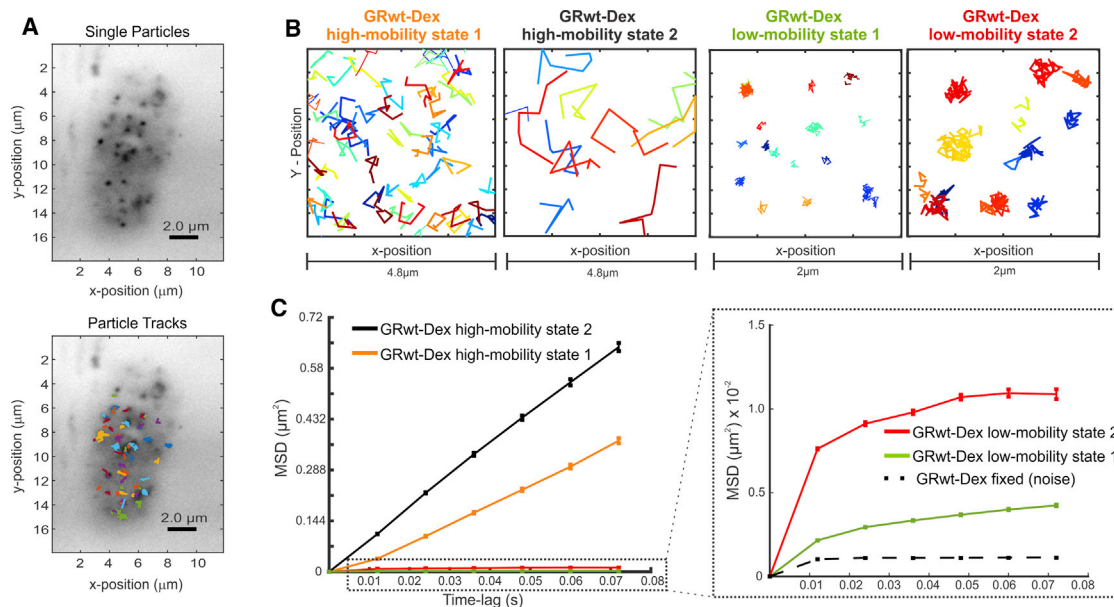 A
Single Particles
2
4
6
8
10
12
14
16
y-position (μm)
2.0 μm
2 4 6 8 10
x-position (μm)
Particle Tracks
2
4
6
8
10
12
14
16
y-position (μm)
2.0 μm
2 4 6 8 10
x-position (μm)
B
GRwt-Dex
high-mobility state 1
GRwt-Dex
high-mobility state 2
GRwt-Dex
low-mobility state 1
GRwt-Dex
low-mobility state 2
Y - Position
x-position
4.8μm
x-position
4.8μm
x-position
2μm
x-position
2μm
C
0.72
0.58
0.432
0.288
0.144
0
MSD (μm²)
GRwt-Dex high-mobility state 2
GRwt-Dex high-mobility state 1
0.01 0.02 0.03 0.04 0.05 0.06 0.07 0.08
Time-lag (s)
1.5
1.0
0.5
0
MSD (μm²) x 10⁻²
GRwt-Dex low-mobility state 2
GRwt-Dex low-mobility state 1
GRwt-Dex fixed (noise)
0.01 0.02 0.03 0.04 0.05 0.06 0.07 0.08